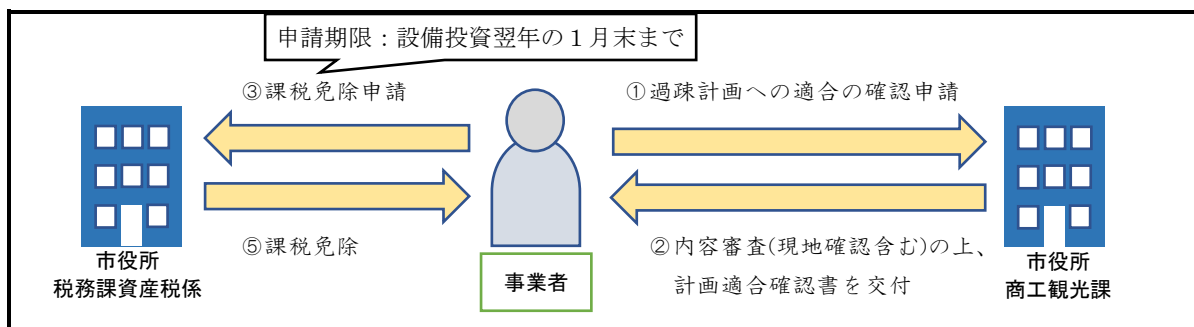 申請期限：設備投資翌年の１月末まで
③課税免除申請
①過疎計画への適合の確認申請
⑤課税免除
②内容審査(現地確認含む)の上、
計画適合確認書を交付
市役所
税務課資産税係
事業者
市役所
商工観光課